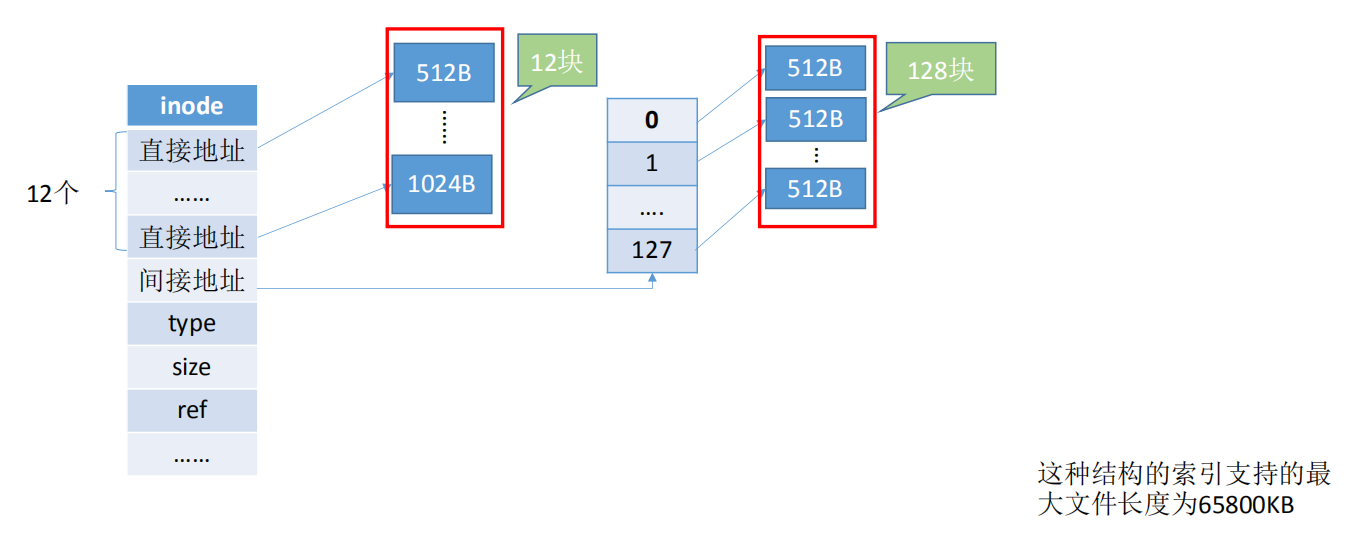 inode
直接地址
……
直接地址
间接地址
type
size
ref
……
12个
512B
……
1024B
12块
0
1
….
127
512B
512B
…
512B
128块
这种结构的索引支持的最
大文件长度为65800KB